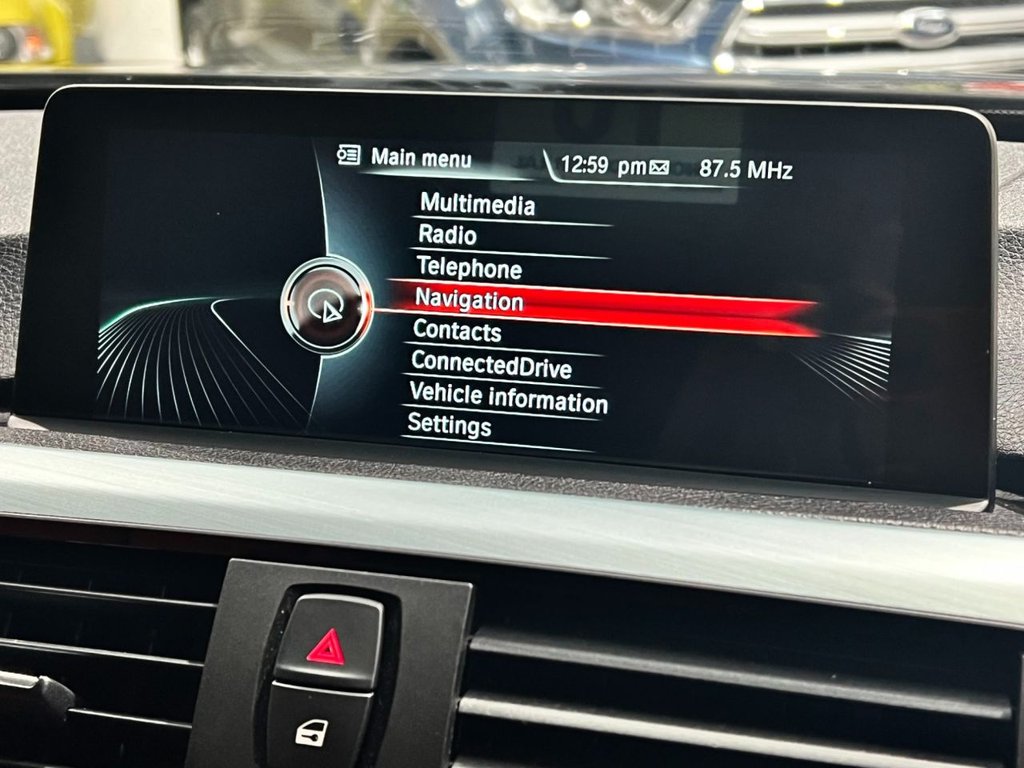 Main menu
12:59 pm 87.5 MHz
Multimedia
Radio
Telephone
Navigation
Contacts
ConnectedDrive
Vehicle information
Settings